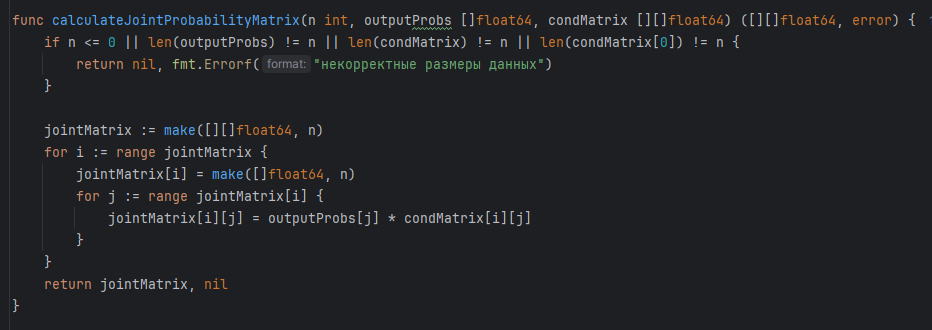 func calculateJointProbabilityMatrix(n int, outputProbs []float64, condMatrix [][]float64) ([][]float64, error) {
if n <= 0 || len(outputProbs) != n || len(condMatrix) != n || len(condMatrix[0]) != n {
return nil, fmt.Errorf( format: "некорректные размеры данных")
}
jointMatrix := make([][]float64, n)
for i := range jointMatrix {
jointMatrix[i] = make([]float64, n)
for j := range jointMatrix[i] {
jointMatrix[i][j] = outputProbs[j] * condMatrix[i][j]
}
}
return jointMatrix, nil
}